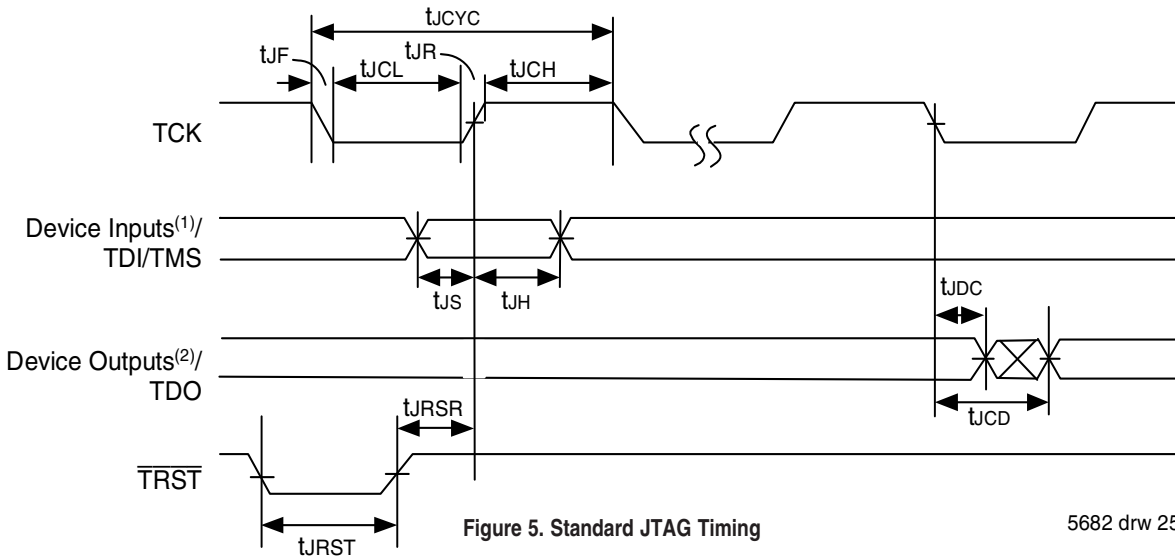 tJCYC
tJF
tJR
tJCL
tJCH
TCK
Device Inputs(1)/
TDI/TMS
tJS
tJH
tJDC
Device Outputs(2)/
TDO
tJRSR
tJCD
TRST
tJRST
Figure 5. Standard JTAG Timing
5682 drw 25